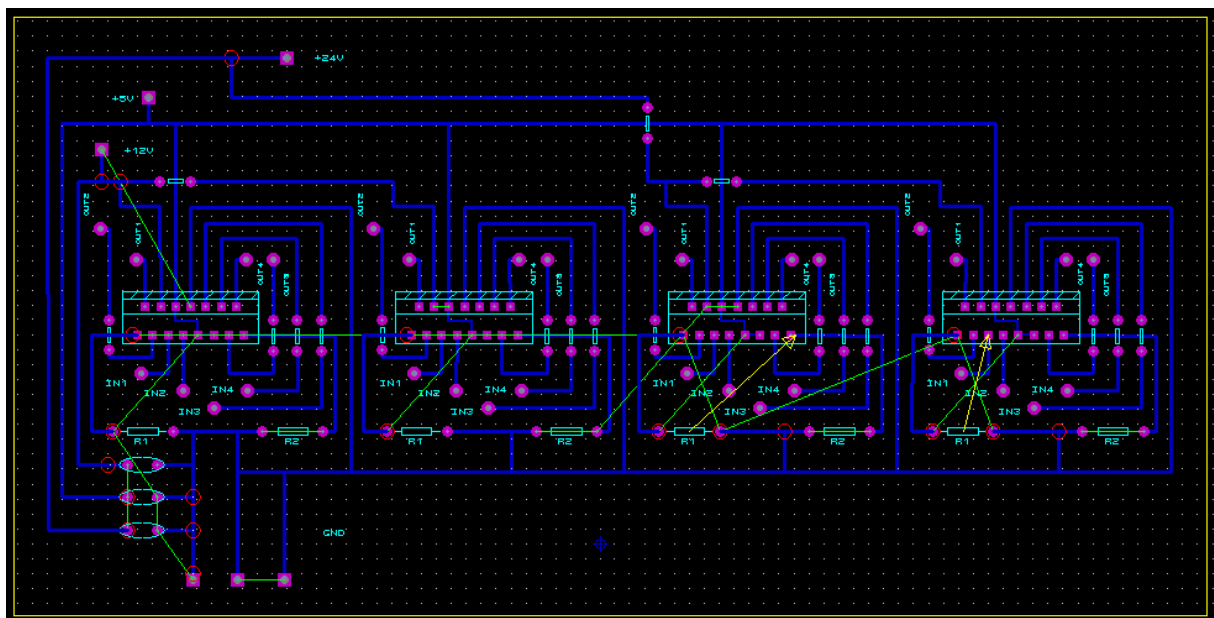 +24V
+5V
+12V
OUT2
OUT1
OUT4
OUT3
IN1
IN2
IN3
IN4
R1
R2
OUT2
OUT1
OUT4
OUT3
IN1
IN2
IN3
IN4
R1
R2
OUT2
OUT1
OUT4
OUT3
IN1
IN2
IN3
IN4
R1
R2
OUT2
OUT1
OUT4
OUT3
IN1
IN2
IN3
IN4
R1
R2
GND